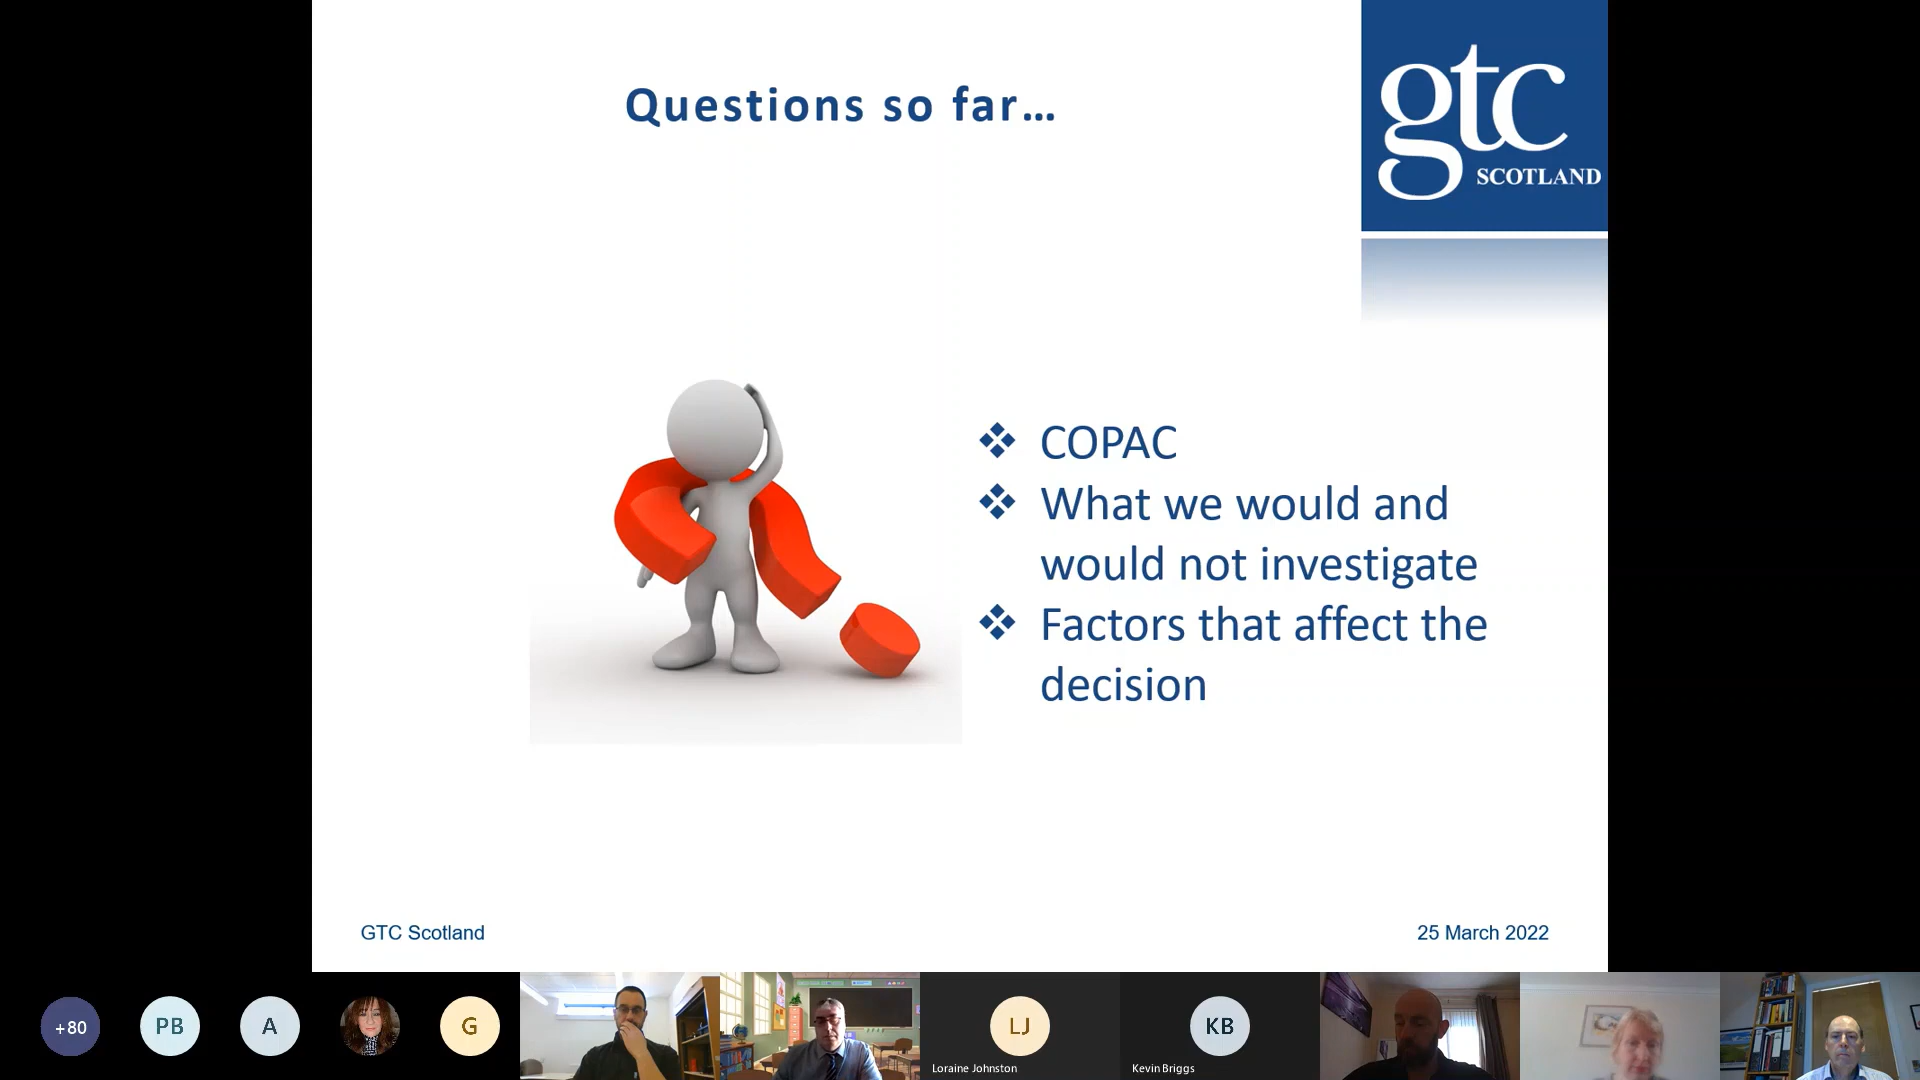 Questions so far…
gtc
SCOTLAND
❖ COPAC
❖ What we would and
would not investigate
❖ Factors that affect the
decision
GTC Scotland
25 March 2022
+80
PB
A
G
LJ
Loraine Johnston
KB
Kevin Briggs